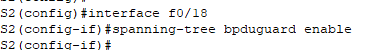 S2(config)#interface f0/18
S2(config-if)#spanning-tree bpduguard enable
S2(config-if)#